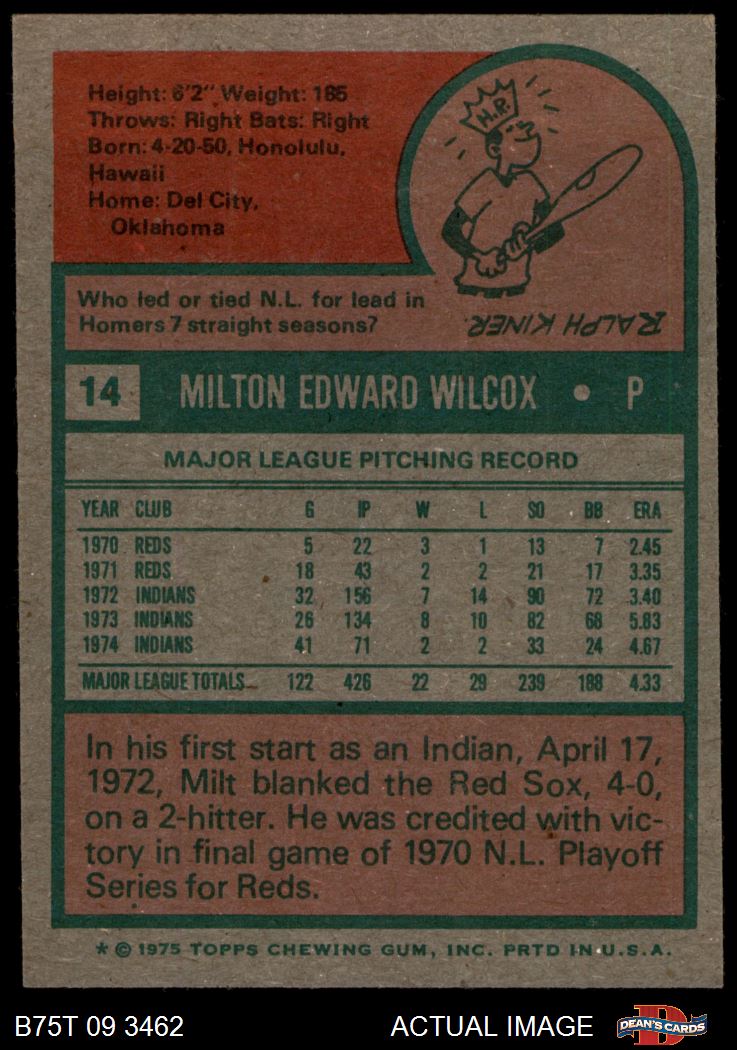 Height: 6'2" Weight: 185
Throws: Right Bats: Right
Born: 4-20-50, Honolulu,
Hawaii
Home: Del City,
Oklahoma
H.R.
Who led or tied N.L. for lead in
Homers 7 straight seasons?
RALPH KINER
14 MILTON EDWARD WILCOX • P
MAJOR LEAGUE PITCHING RECORD
YEAR CLUB G IP W L SO BB ERA
1970 REDS 5 22 3 1 13 7 2.45
1971 REDS 18 43 2 2 21 17 3.35
1972 INDIANS 32 156 7 14 90 72 3.40
1973 INDIANS 26 134 8 10 82 68 5.83
1974 INDIANS 41 71 2 2 33 24 4.67
MAJOR LEAGUE TOTALS 122 426 22 29 239 188 4.33
In his first start as an Indian, April 17,
1972, Milt blanked the Red Sox, 4-0,
on a 2-hitter. He was credited with vic-
tory in final game of 1970 N.L. Playoff
Series for Reds.
* © 1975 TOPPS CHEWING GUM, INC. PRTD IN U.S.A.
B75T 09 3462 ACTUAL IMAGE D DEAN'S CARDS